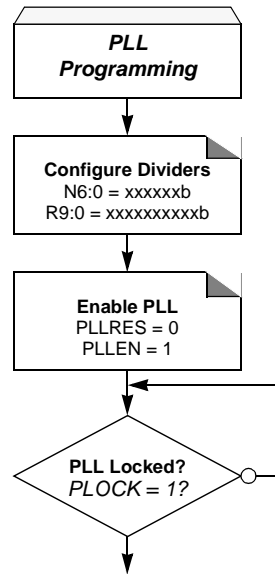 PLL
Programming
Configure Dividers
N6:0 = xxxxxxb
R9:0 = xxxxxxxxxxb
Enable PLL
PLLRES = 0
PLLEN = 1
PLL Locked?
PLOCK = 1?